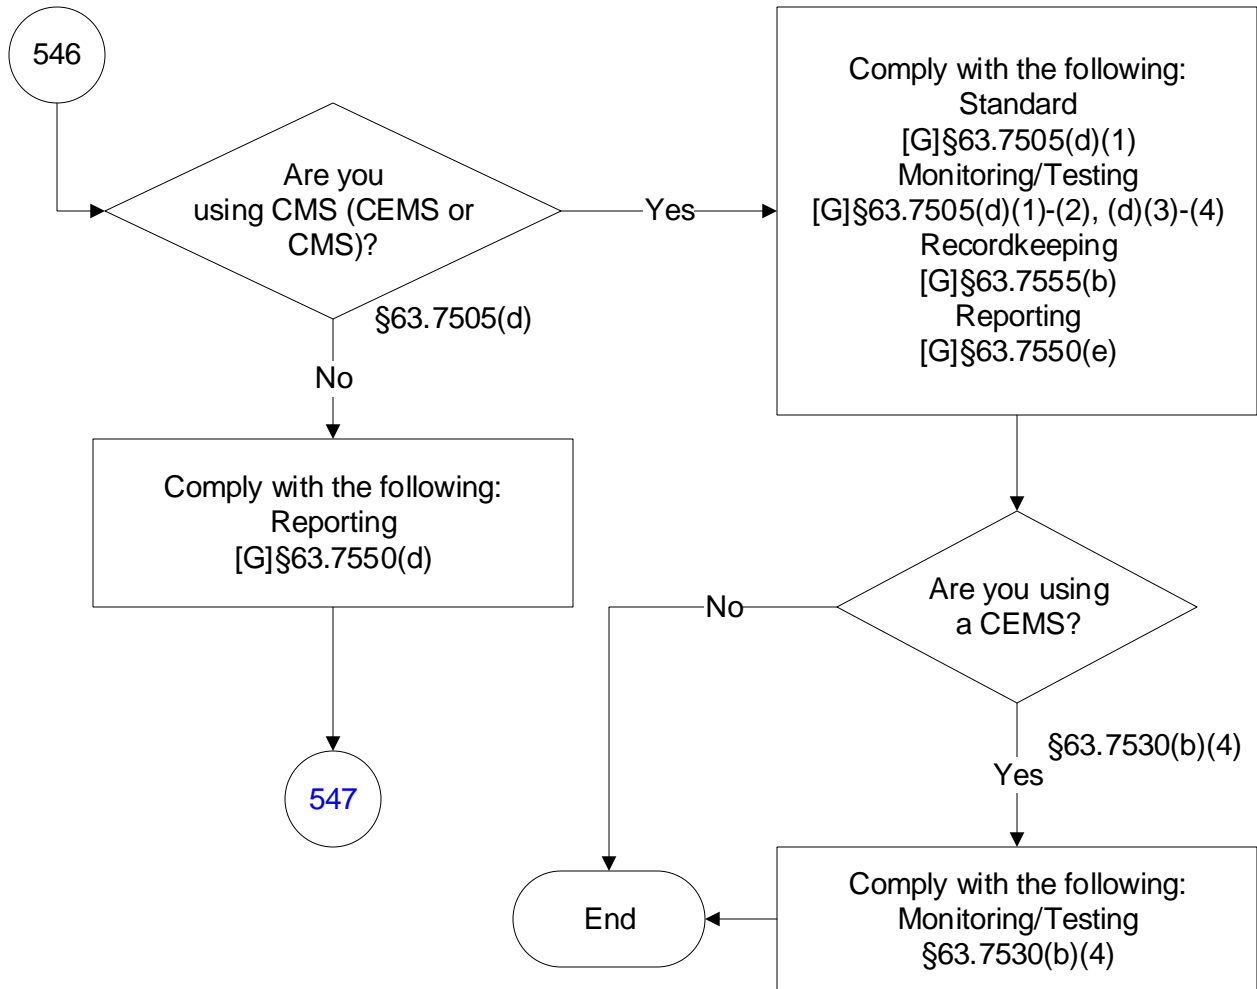 546
Are you
using CMS (CEMS or
CMS)?
§63.7505(d)
Yes
Comply with the following:
Standard
[G]§63.7505(d)(1)
Monitoring/Testing
[G]§63.7505(d)(1)-(2), (d)(3)-(4)
Recordkeeping
[G]§63.7555(b)
Reporting
[G]§63.7550(e)
No
Comply with the following:
Reporting
[G]§63.7550(d)
547
Are you using
a CEMS?
No
§63.7530(b)(4)
Yes
Comply with the following:
Monitoring/Testing
§63.7530(b)(4)
End